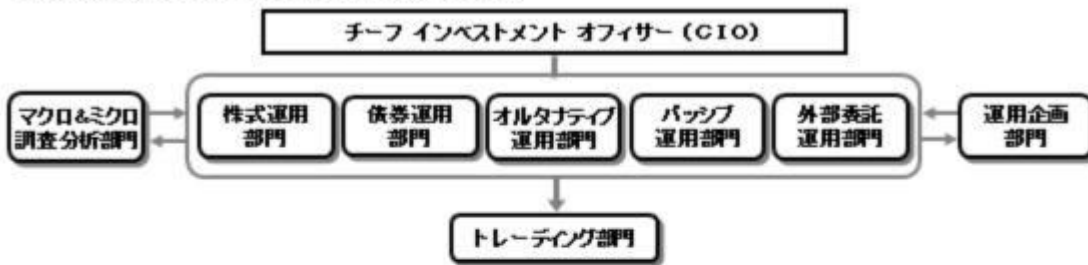 チーフ インベストメント オフィサー(CIO)
マクロ&ミクロ
調査分析部門
株式運用
部門
債券運用
部門
オルタナティブ
運用部門
パッシブ
運用部門
外部委託
運用部門
運用企画
部門
トレーディング部門